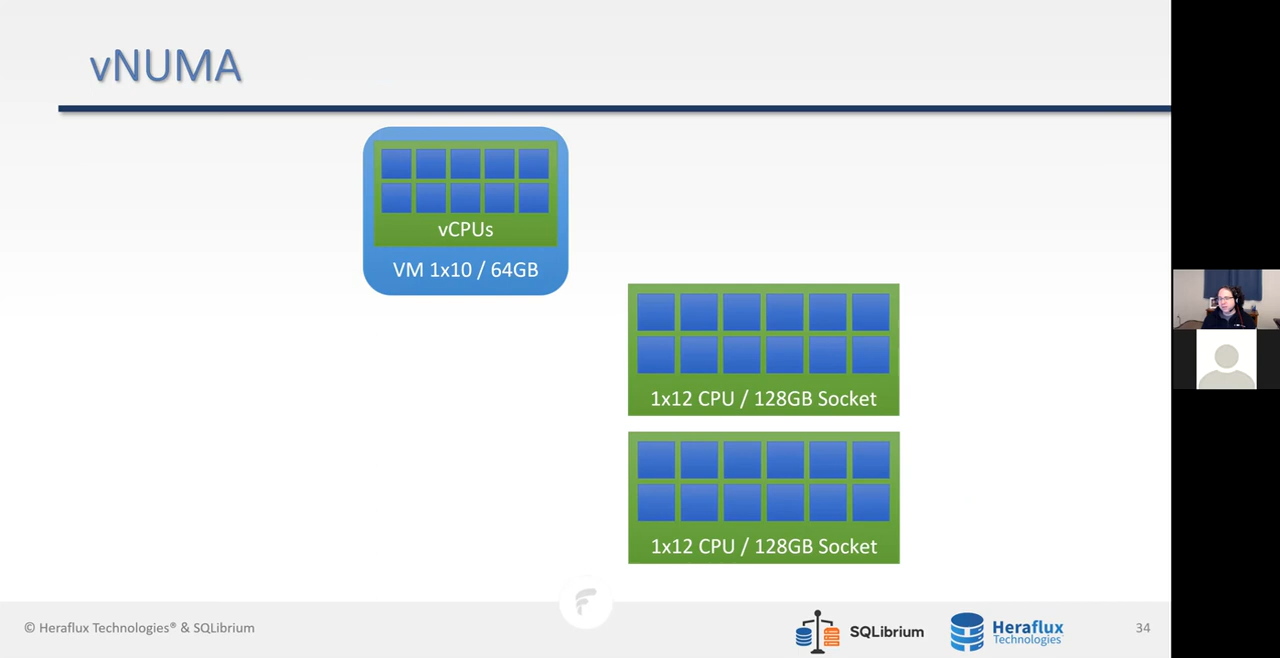 vNUMA
vCPUs
VM 1x10 / 64GB
1x12 CPU / 128GB Socket
1x12 CPU / 128GB Socket
© Heraflux Technologies® & SQLibrium
SQLibrium
Heraflux
Technologies
34